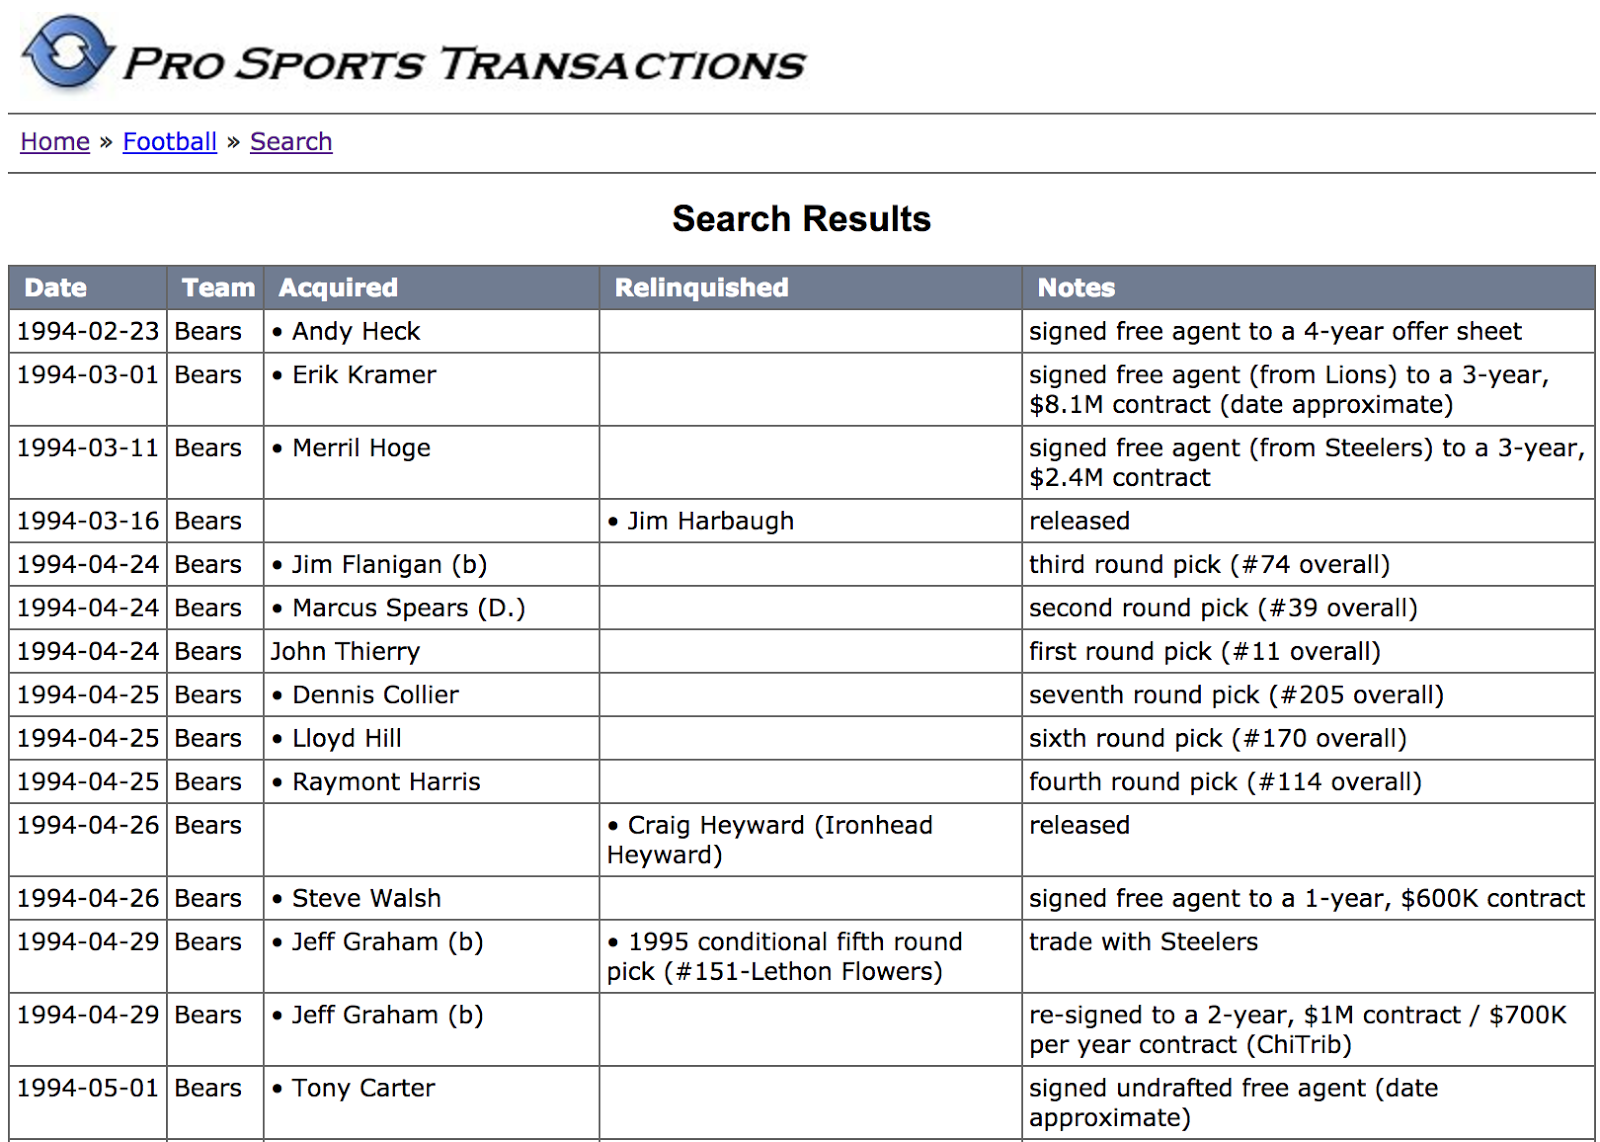 PRO SPORTS TRANSACTIONS
Home » Football » Search
Search Results
Date Team Acquired Relinquished Notes
1994-02-23 Bears • Andy Heck signed free agent to a 4-year offer sheet
1994-03-01 Bears • Erik Kramer signed free agent (from Lions) to a 3-year,
$8.1M contract (date approximate)
1994-03-11 Bears • Merril Hoge signed free agent (from Steelers) to a 3-year,
$2.4M contract
1994-03-16 Bears • Jim Harbaugh released
1994-04-24 Bears • Jim Flanigan (b) third round pick (#74 overall)
1994-04-24 Bears • Marcus Spears (D.) second round pick (#39 overall)
1994-04-24 Bears John Thierry first round pick (#11 overall)
1994-04-25 Bears • Dennis Collier seventh round pick (#205 overall)
1994-04-25 Bears • Lloyd Hill sixth round pick (#170 overall)
1994-04-25 Bears • Raymont Harris fourth round pick (#114 overall)
1994-04-26 Bears • Craig Heyward (Ironhead released
Heyward)
1994-04-26 Bears • Steve Walsh signed free agent to a 1-year, $600K contract
1994-04-29 Bears • Jeff Graham (b) • 1995 conditional fifth round trade with Steelers
pick (#151-Lethon Flowers)
1994-04-29 Bears • Jeff Graham (b) re-signed to a 2-year, $1M contract / $700K
per year contract (ChiTrib)
1994-05-01 Bears • Tony Carter signed undrafted free agent (date
approximate)